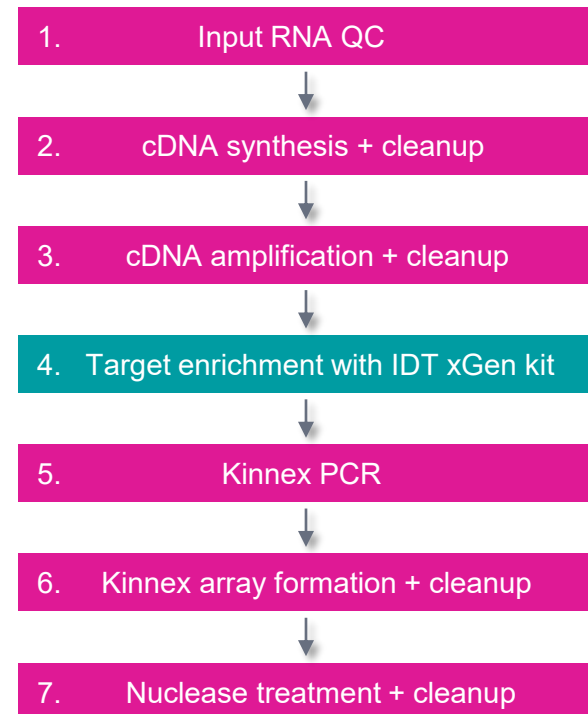 1. Input RNA QC
2. cDNA synthesis + cleanup
3. cDNA amplification + cleanup
4. Target enrichment with IDT xGen kit
5. Kinnex PCR
6. Kinnex array formation + cleanup
7. Nuclease treatment + cleanup